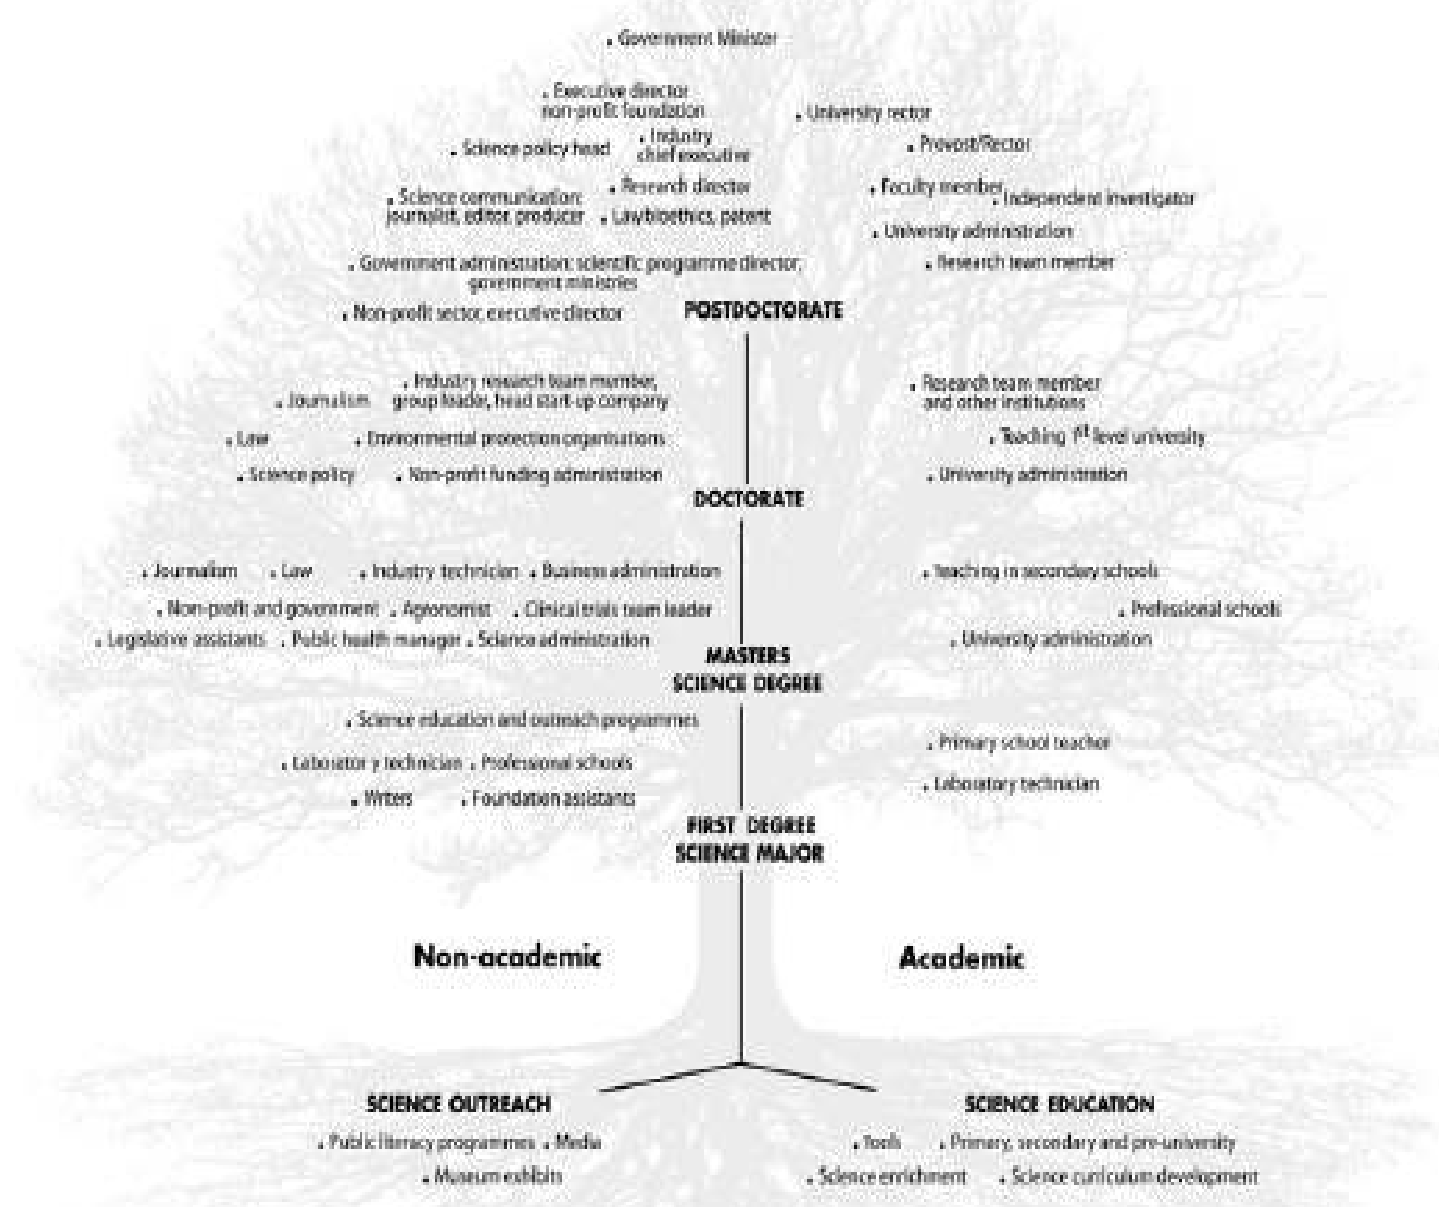 . Government Minister
. Executive director
non-profit foundation
. University rector
. Industry
chief executive
. Science policy head
. Provost/Rector
. Research director
. Faculty member
. Independent investigator
. Science communication:
journalist, editor, producer
. Law,bioethics, patent
. University administration
. Government administration: scientific programme director,
government ministries
. Research team member
. Non-profit sector, executive director
POSTDOCTORATE
. Industry research team member,
group leader, head start-up company
. Journalism
. Research team member
and other institutions
. Law
. Environmental protection organisations
. Teaching 1st level university
. Science policy
. Non-profit funding administration
. University administration
DOCTORATE
. Journalism . Law . Industry technician . Business administration
. Teaching in secondary schools
. Non-profit and government . Agronomist . Clinical trials team leader
. Professional schools
. Legislative assistants . Public health manager . Science administration
. University administration
MASTERS
SCIENCE DEGREE
. Science education and outreach programmes
. Primary school teacher
. Laboratory technician . Professional schools
. Laboratory technician
. Writers . Foundation assistants
FIRST DEGREE
SCIENCE MAJOR
Non-academic
Academic
SCIENCE OUTREACH
. Public literacy programmes . Media
. Museum exhibits
SCIENCE EDUCATION
. Tools . Primary, secondary and pre-university
. Science enrichment . Science curriculum development